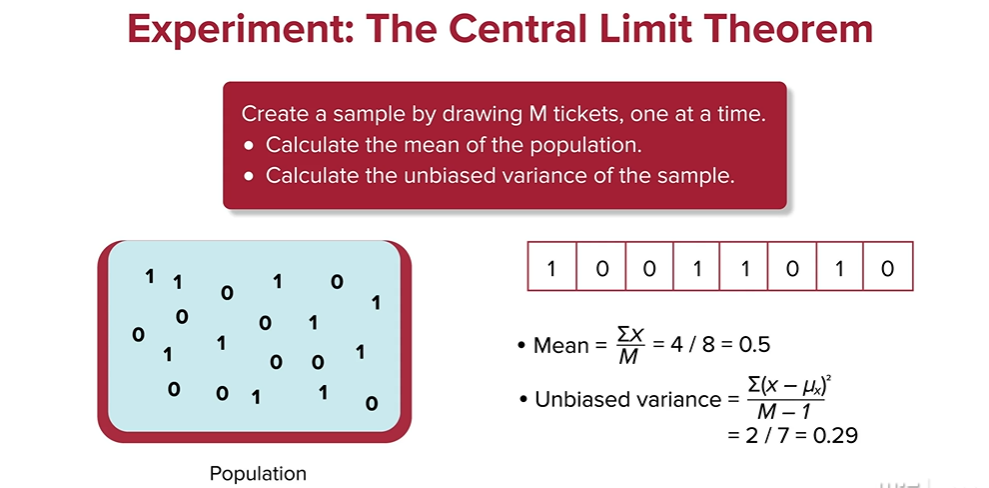 Experiment: The Central Limit Theorem
Create a sample by drawing M tickets, one at a time.
• Calculate the mean of the population.
• Calculate the unbiased variance of the sample.
1 1 0 1 0
1
0 0 1
0 1 1
1 0 0
0 0 1 1 0
Population
1 0 0 1 1 0 1 0
• Mean = Σx / M = 4 / 8 = 0.5
• Unbiased variance = Σ(x – μₓ)² / M – 1
= 2 / 7 = 0.29